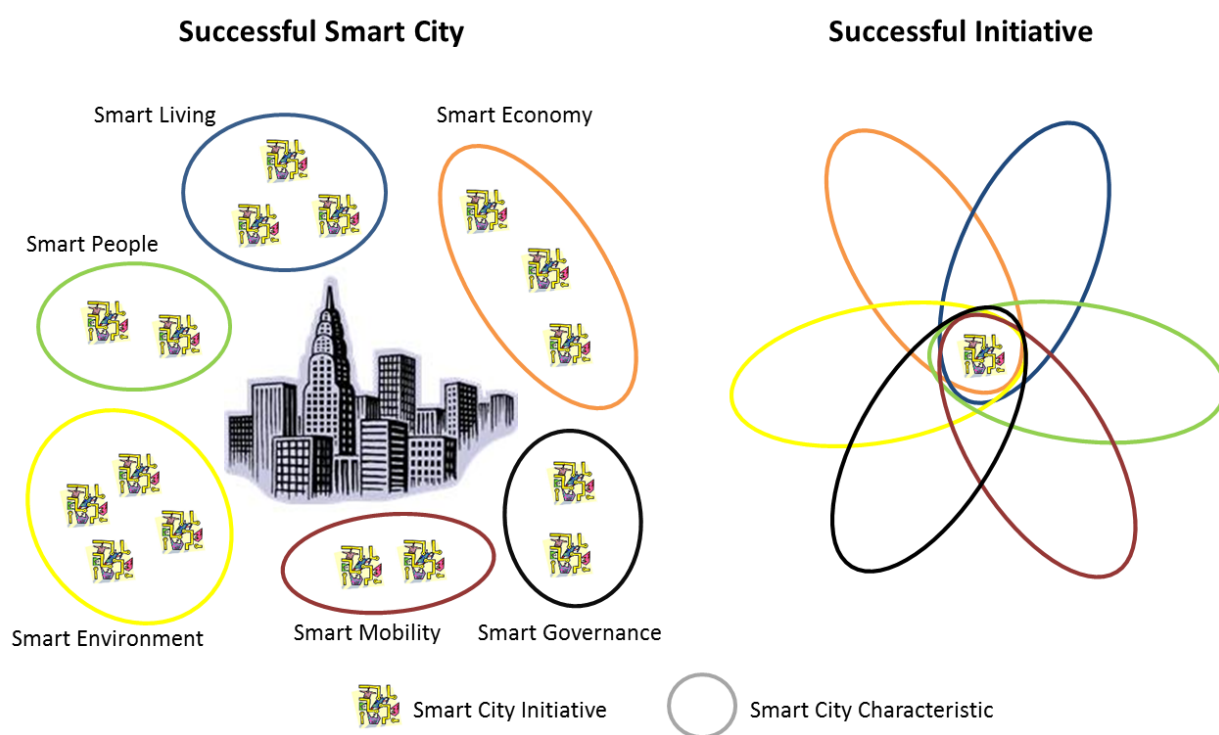 Successful Smart City
Successful Initiative
Smart Living
Smart Economy
Smart People
Smart Environment
Smart Mobility
Smart Governance
Smart City Initiative
Smart City Characteristic